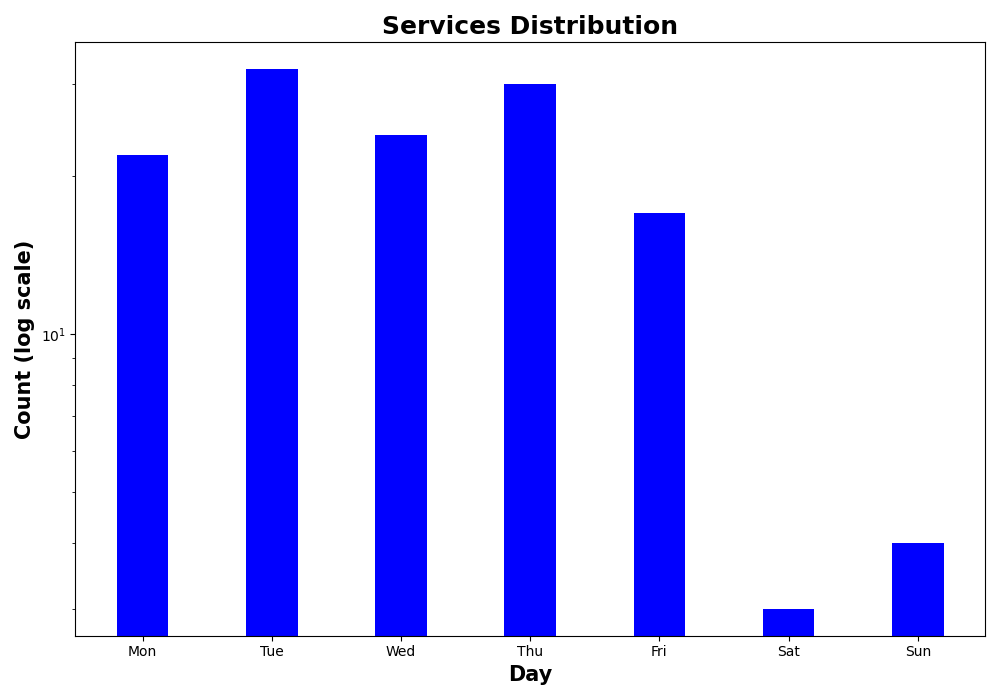 Services Distribution
Count (log scale)
10¹
Mon Tue Wed Thu Fri Sat Sun
Day